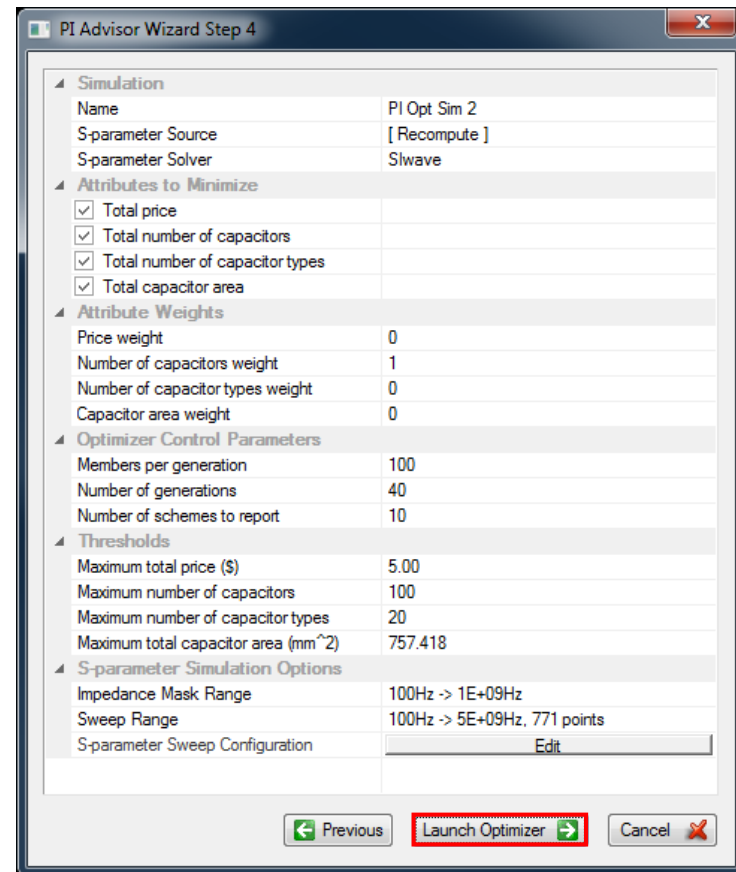 PI Advisor Wizard Step 4
Simulation
Name PI Opt Sim 2
S-parameter Source [ Recompute ]
S-parameter Solver SIwave
Attributes to Minimize
Total price
Total number of capacitors
Total number of capacitor types
Total capacitor area
Attribute Weights
Price weight 0
Number of capacitors weight 1
Number of capacitor types weight 0
Capacitor area weight 0
Optimizer Control Parameters
Members per generation 100
Number of generations 40
Number of schemes to report 10
Thresholds
Maximum total price ($) 5.00
Maximum number of capacitors 100
Maximum number of capacitor types 20
Maximum total capacitor area (mm^2) 757.418
S-parameter Simulation Options
Impedance Mask Range 100Hz -> 1E+09Hz
Sweep Range 100Hz -> 5E+09Hz, 771 points
S-parameter Sweep Configuration Edit
Previous Launch Optimizer Cancel